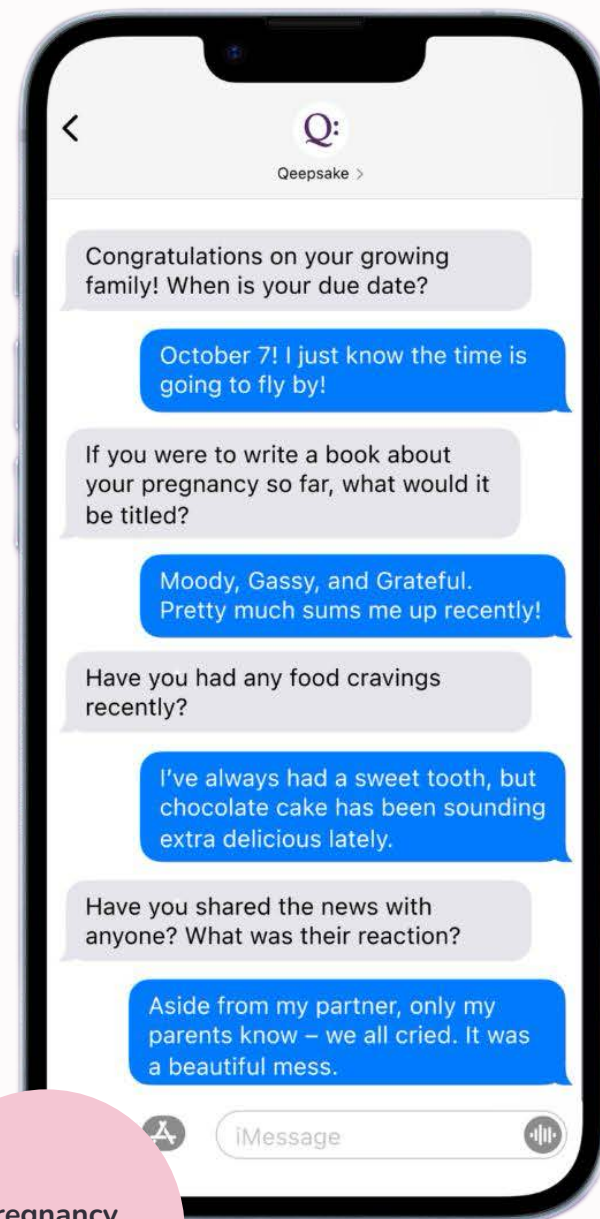 Q:
Qeepsake >
Congratulations on your growing
family! When is your due date?
October 7! I just know the time is
going to fly by!
If you were to write a book about
your pregnancy so far, what would it
be titled?
Moody, Gassy, and Grateful.
Pretty much sums me up recently!
Have you had any food cravings
recently?
I've always had a sweet tooth, but
chocolate cake has been sounding
extra delicious lately.
Have you shared the news with
anyone? What was their reaction?
Aside from my partner, only my
parents know – we all cried. It was
a beautiful mess.
iMessage